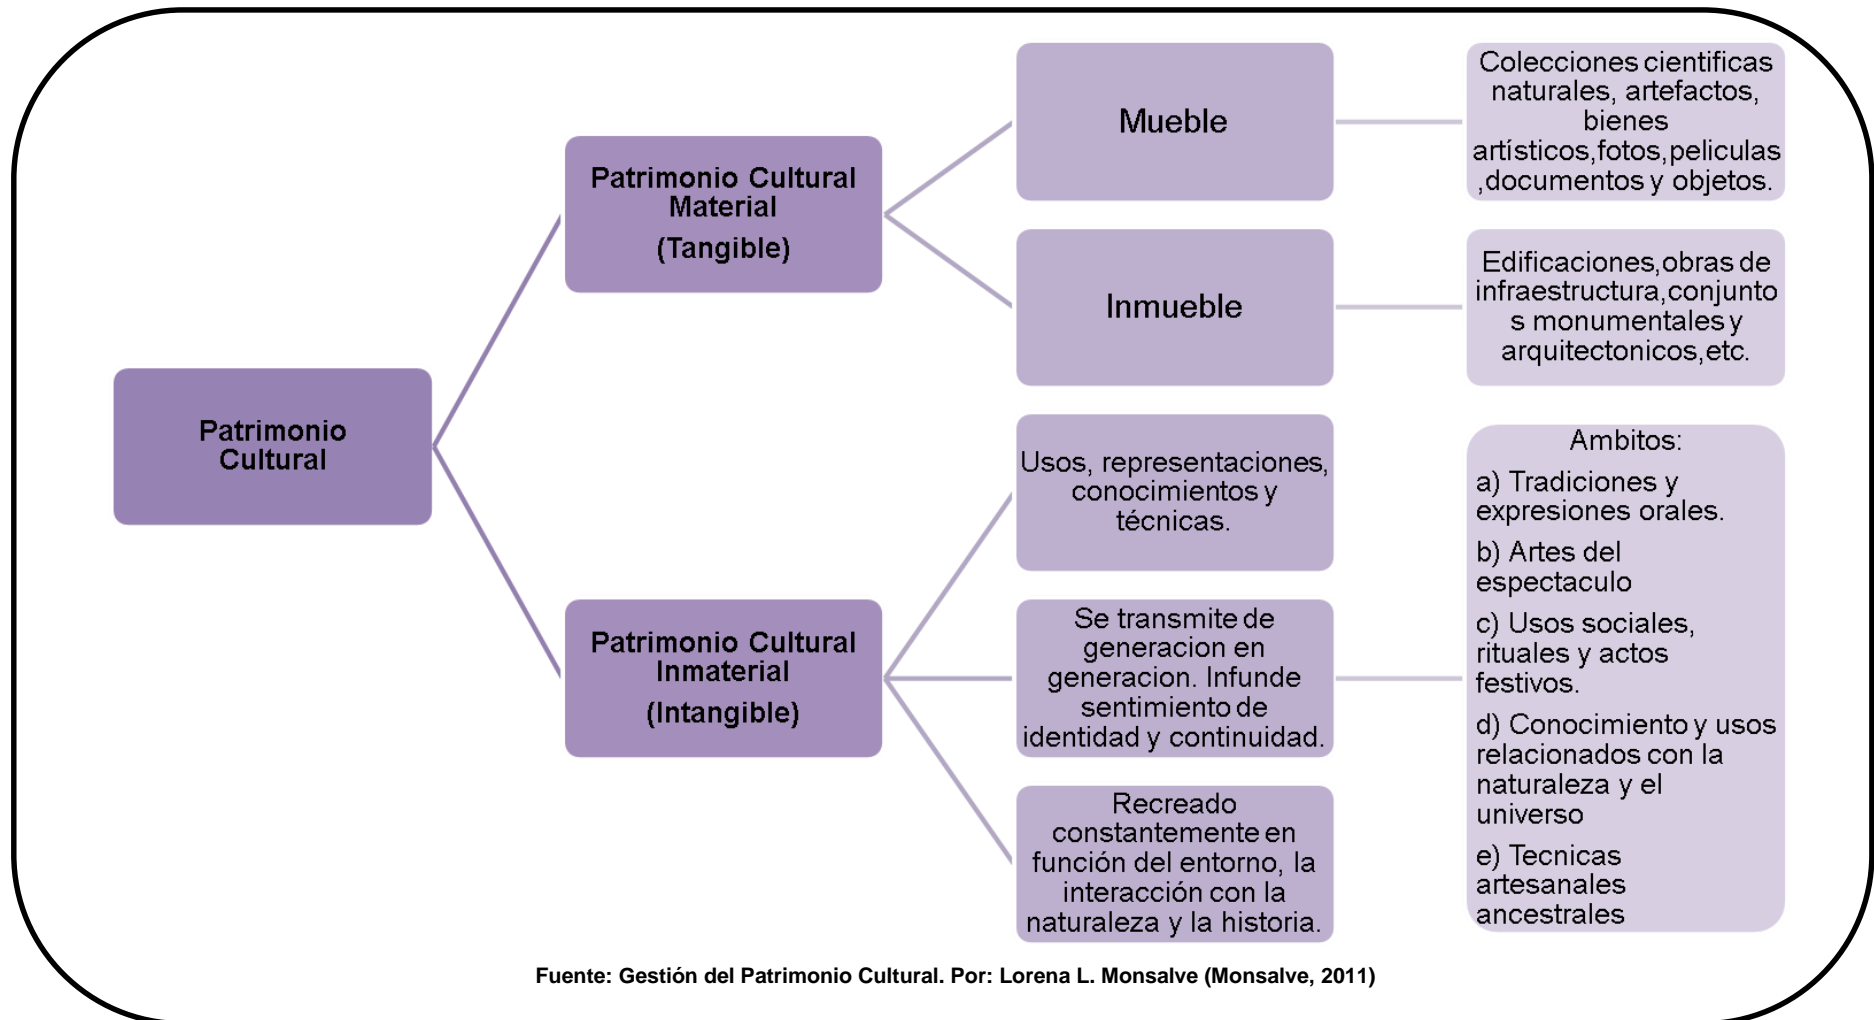 Patrimonio
Cultural
Patrimonio Cultural
Material
(Tangible)
Mueble
Colecciones cientificas
naturales, artefactos,
bienes
artísticos,fotos,peliculas
,documentos y objetos.
Inmueble
Edificaciones,obras de
infraestructura,conjunto
s monumentales y
arquitectonicos,etc.
Patrimonio Cultural
Inmaterial
(Intangible)
Usos, representaciones,
conocimientos y
técnicas.
Se transmite de
generacion en
generacion. Infunde
sentimiento de
identidad y continuidad.
Recreado
constantemente en
función del entorno, la
interacción con la
naturaleza y la historia.
Ambitos:
a) Tradiciones y
expresiones orales.
b) Artes del
espectaculo
c) Usos sociales,
rituales y actos
festivos.
d) Conocimiento y usos
relacionados con la
naturaleza y el
universo
e) Tecnicas
artesanales
ancestrales
Fuente: Gestión del Patrimonio Cultural. Por: Lorena L. Monsalve (Monsalve, 2011)